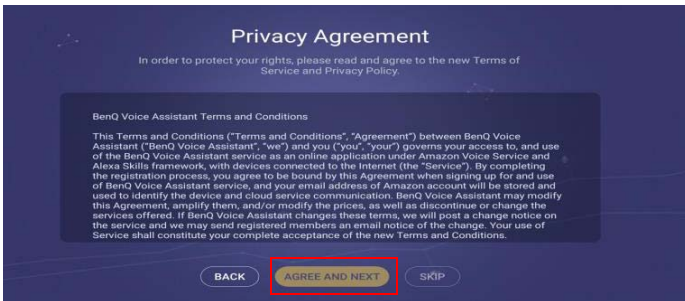 Privacy Agreement
In order to protect your rights, please read and agree to the new Terms of
Service and Privacy Policy.
BenQ Voice Assistant Terms and Conditions
This Terms and Conditions ("Terms and Conditions", "Agreement") between BenQ Voice
Assistant ("BenQ Voice Assistant", "we") and you ("you", "your") governs your access to, and use
of the BenQ Voice Assistant service as an online application under Amazon Voice Service and
Alexa Skills framework, with devices connected to the Internet (the "Service"). By completing
the registration process, you agree to be bound by this Agreement when signing up for and use
of BenQ Voice Assistant service, and your email address of Amazon account will be stored and
used to identify the device and cloud service communication. BenQ Voice Assistant may modify
this Agreement, amplify them, and/or modify the prices, as well as discontinue or change the
services offered. If BenQ Voice Assistant changes these terms, we will post a change notice on
the service and we may send registered members an email notice of the change. Your use of
Service shall constitute your complete acceptance of the new Terms and Conditions.
BACK AGREE AND NEXT SKIP